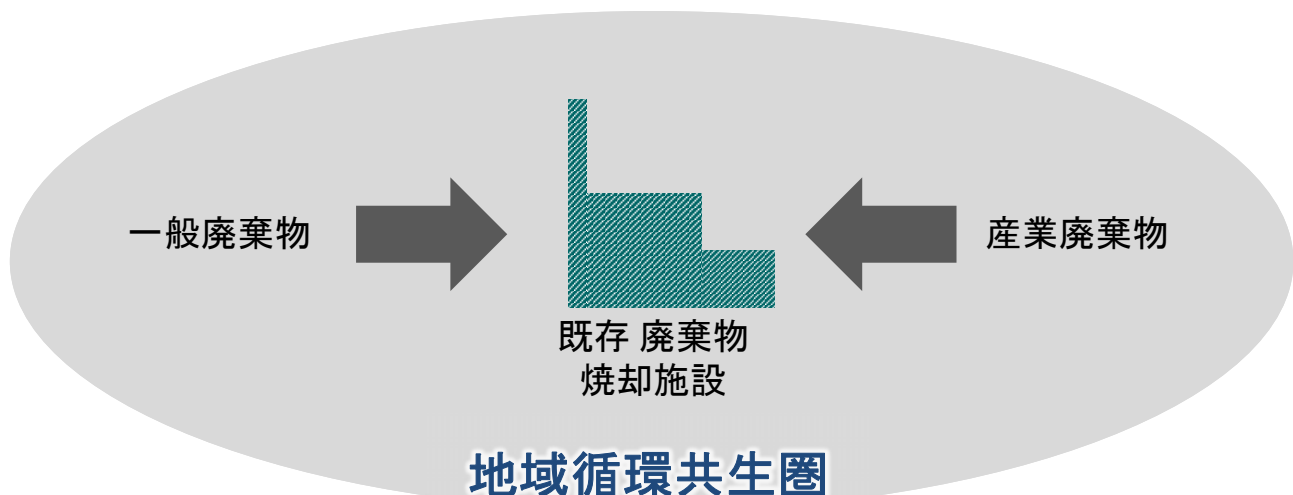 一般廃棄物
産業廃棄物
既存 廃棄物
焼却施設
地域循環共生圏